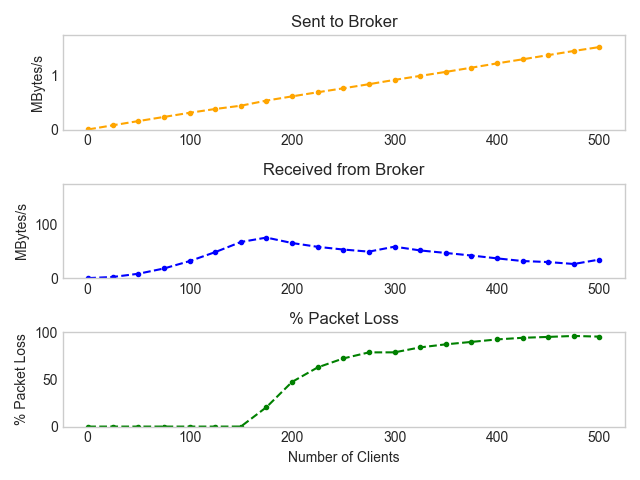 Sent to Broker
MBytes/s
1
0
0 100 200 300 400 500
Received from Broker
MBytes/s
100
0
0 100 200 300 400 500
% Packet Loss
% Packet Loss
100
50
0
0 100 200 300 400 500
Number of Clients